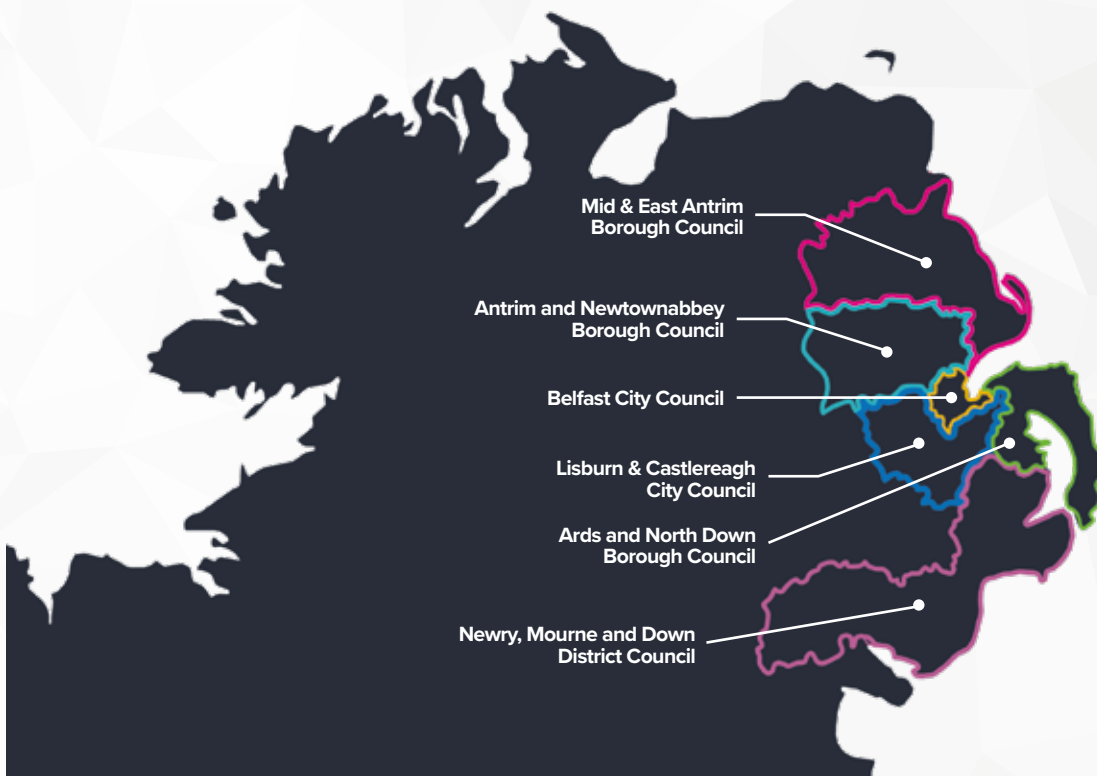 Mid & East Antrim
Borough Council
Antrim and Newtownabbey
Borough Council
Belfast City Council
Lisburn & Castlereagh
City Council
Ards and North Down
Borough Council
Newry, Mourne and Down
District Council